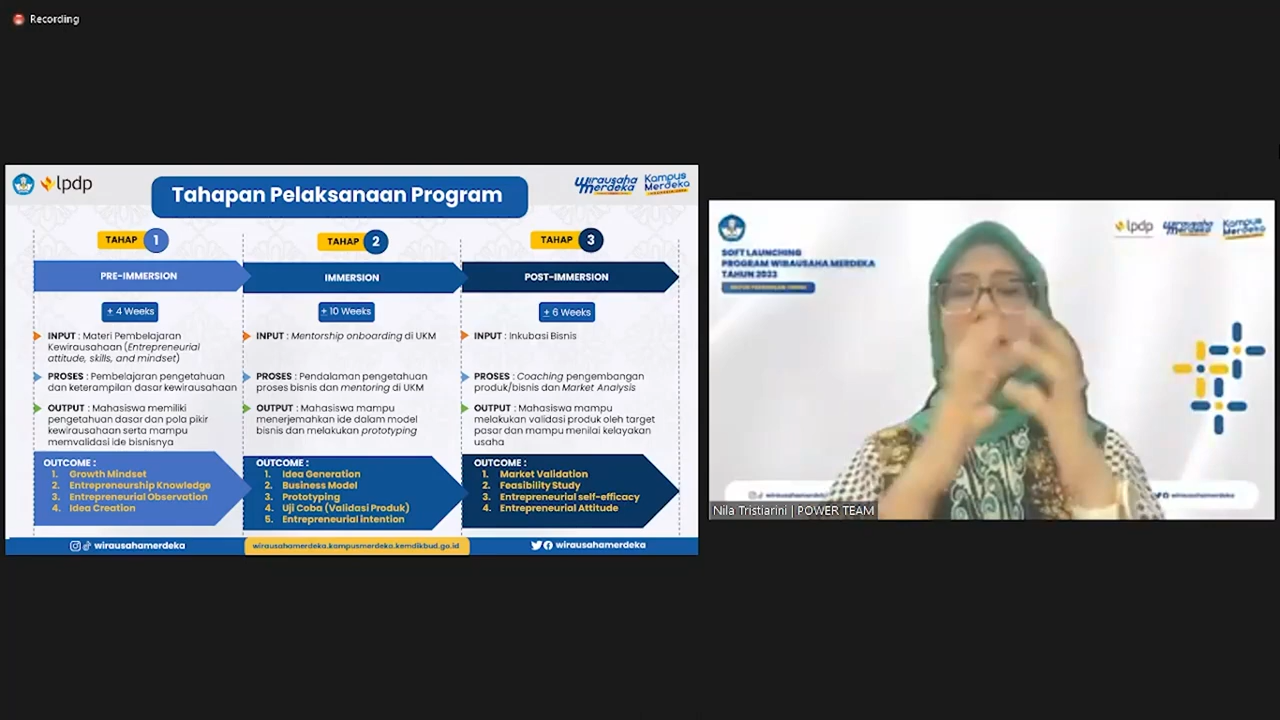 Recording
lpdp
Tahapan Pelaksanaan Program
wirausaha
merdeka
Kampus
Merdeka
TAHAP 1
PRE-IMMERSION
± 4 Weeks
INPUT : Materi Pembelajaran
Kewirausahaan (Entrepreneurial
attitude, skills, and mindset)
PROSES : Pembelajaran pengetahuan
dan keterampilan dasar kewirausahaan
OUTPUT : Mahasiswa memiliki
pengetahuan dasar dan pola pikir
kewirausahaan serta mampu
memvalidasi ide bisnisnya
OUTCOME :
1. Growth Mindset
2. Entrepreneurship Knowledge
3. Entrepreneurial Observation
4. Idea Creation
TAHAP 2
IMMERSION
± 10 Weeks
INPUT : Mentorship onboarding di UKM
PROSES : Pendalaman pengetahuan
proses bisnis dan mentoring di UKM
OUTPUT : Mahasiswa mampu
menerjemahkan ide dalam model
bisnis dan melakukan prototyping
OUTCOME :
1. Idea Generation
2. Business Model
3. Prototyping
4. Uji Coba (Validasi Produk)
5. Entrepreneurial intention
TAHAP 3
POST-IMMERSION
± 6 Weeks
INPUT : Inkubasi Bisnis
PROSES : Coaching pengembangan
produk/bisnis dan Market Analysis
OUTPUT : Mahasiswa mampu
melakukan validasi produk oleh target
pasar dan mampu menilai kelayakan
usaha
OUTCOME :
1. Market Validation
2. Feasibility Study
3. Entrepreneurial self-efficacy
4. Entrepreneurial Attitude
wirausahamerdeka
wirausahamerdeka.kampusmerdeka.kemdikbud.go.id
wirausahamerdeka
SOFT LAUNCHING
PROGRAM WIRAUSAHA MERDEKA
TAHUN 2023
lpdp
wirausaha
merdeka
Kampus
Merdeka
Nila Tristiarini | POWER TEAM